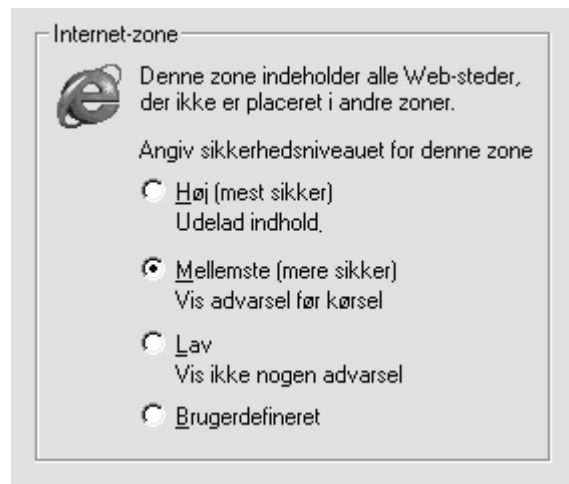 Internet-zone
Denne zone indeholder alle Web-steder,
der ikke er placeret i andre zoner.
Angiv sikkerhedsniveauet for denne zone
Høj (mest sikker)
Udelad indhold.
Mellemste (mere sikker)
Vis advarsel før kørsel
Lav
Vis ikke nogen advarsel
Brugerdefineret